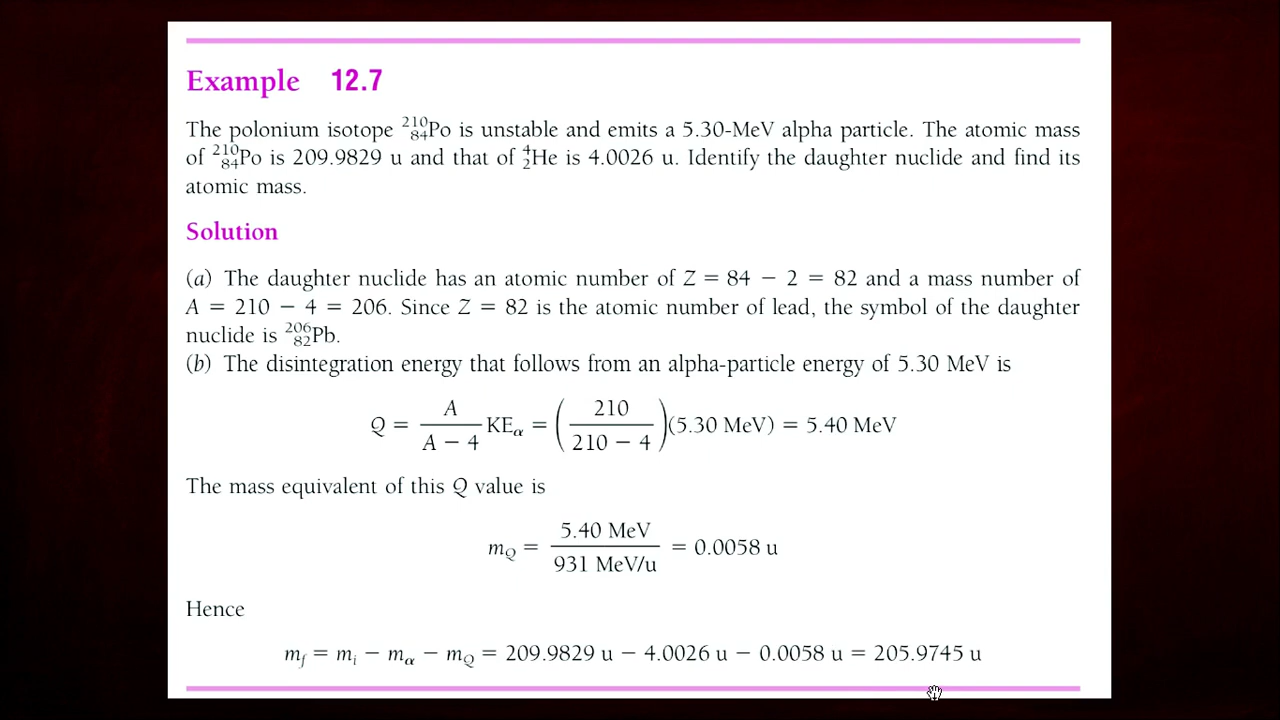 Example 12.7
The polonium isotope ²¹⁰₈₄Po is unstable and emits a 5.30-MeV alpha particle. The atomic mass
of ²¹⁰₈₄Po is 209.9829 u and that of ⁴₂He is 4.0026 u. Identify the daughter nuclide and find its
atomic mass.
Solution
(a) The daughter nuclide has an atomic number of Z = 84 − 2 = 82 and a mass number of
A = 210 − 4 = 206. Since Z = 82 is the atomic number of lead, the symbol of the daughter
nuclide is ²⁰⁶₈₂Pb.
(b) The disintegration energy that follows from an alpha-particle energy of 5.30 MeV is
Q = A/(A − 4) KEα = (210/(210 − 4))(5.30 MeV) = 5.40 MeV
The mass equivalent of this Q value is
m_Q = 5.40 MeV/931 MeV/u = 0.0058 u
Hence
m_f = m_i − m_α − m_Q = 209.9829 u − 4.0026 u − 0.0058 u = 205.9745 u